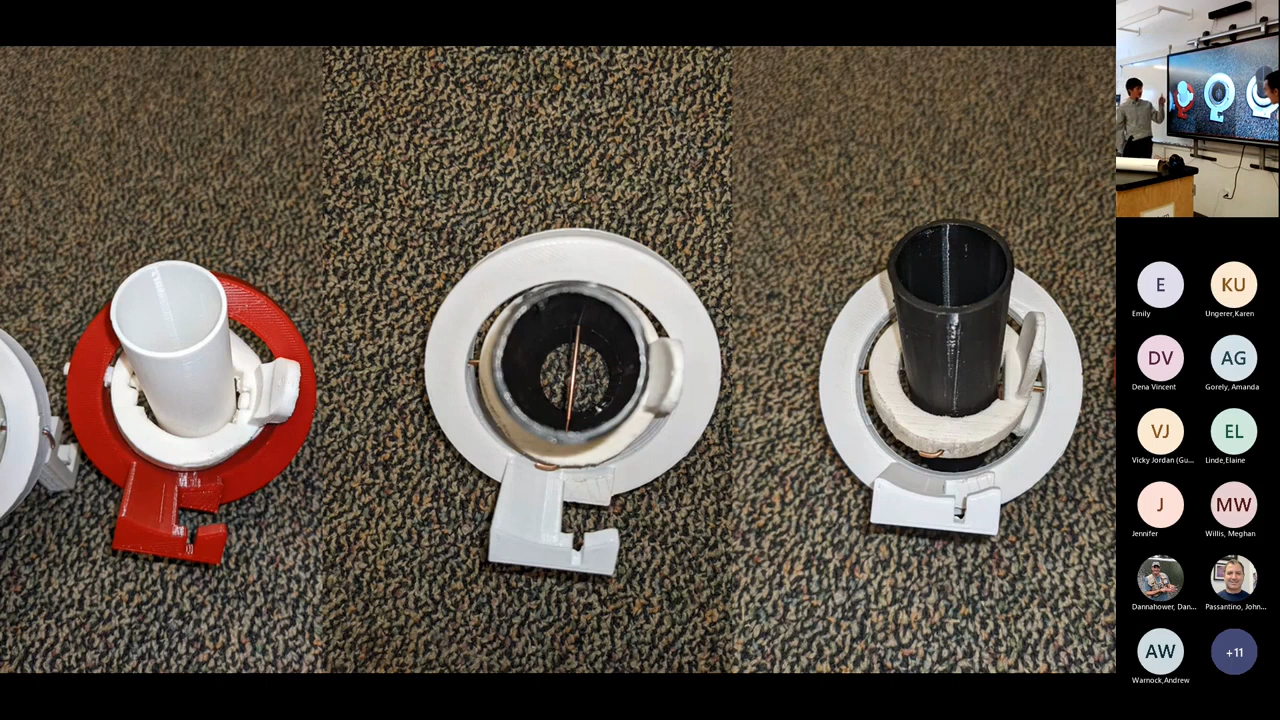 E
KU
Emily
Ungerer,Karen
DV
AG
Dena Vincent
Gorely, Amanda
VJ
EL
Vicky Jordan (Gu...
Linde,Elaine
J
MW
Jennifer
Willis, Meghan
Dannahower, Dan...
Passantino, John...
AW
+11
Warnock,Andrew